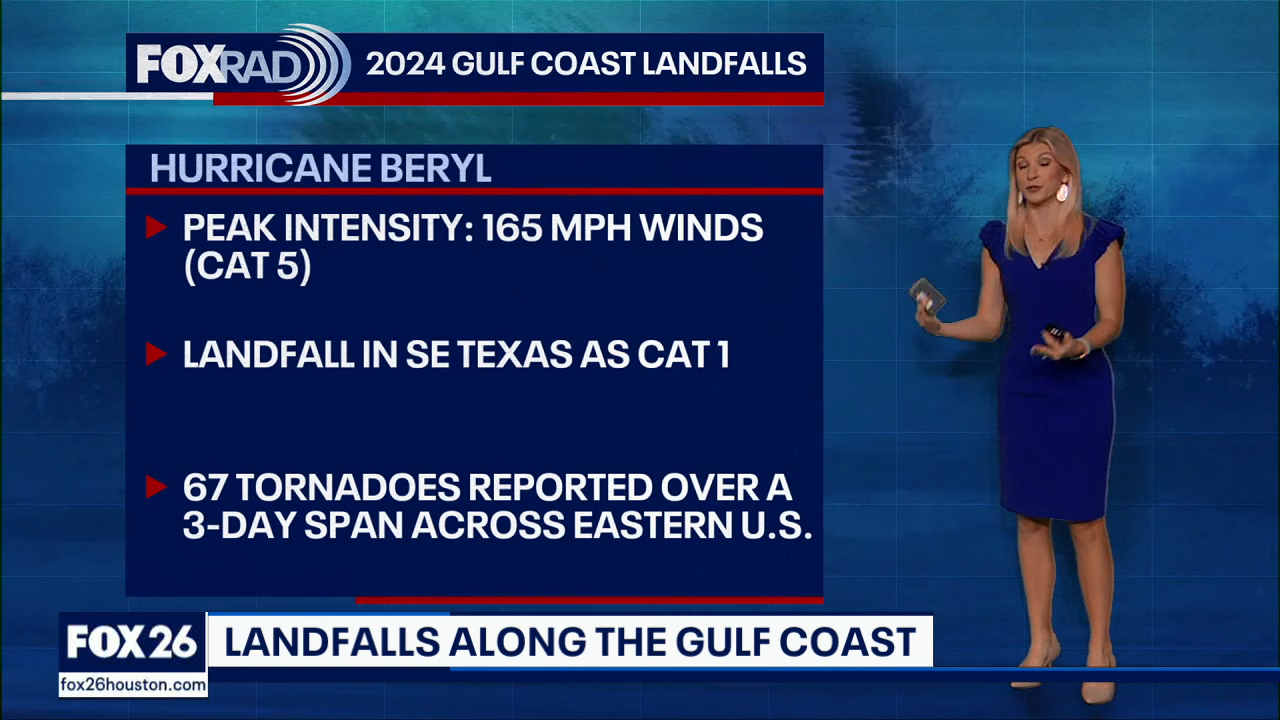 FOXRAD 2024 GULF COAST LANDFALLS
HURRICANE BERYL
PEAK INTENSITY: 165 MPH WINDS
(CAT 5)
LANDFALL IN SE TEXAS AS CAT 1
67 TORNADOES REPORTED OVER A
3-DAY SPAN ACROSS EASTERN U.S.
FOX 26 LANDFALLS ALONG THE GULF COAST
fox26houston.com